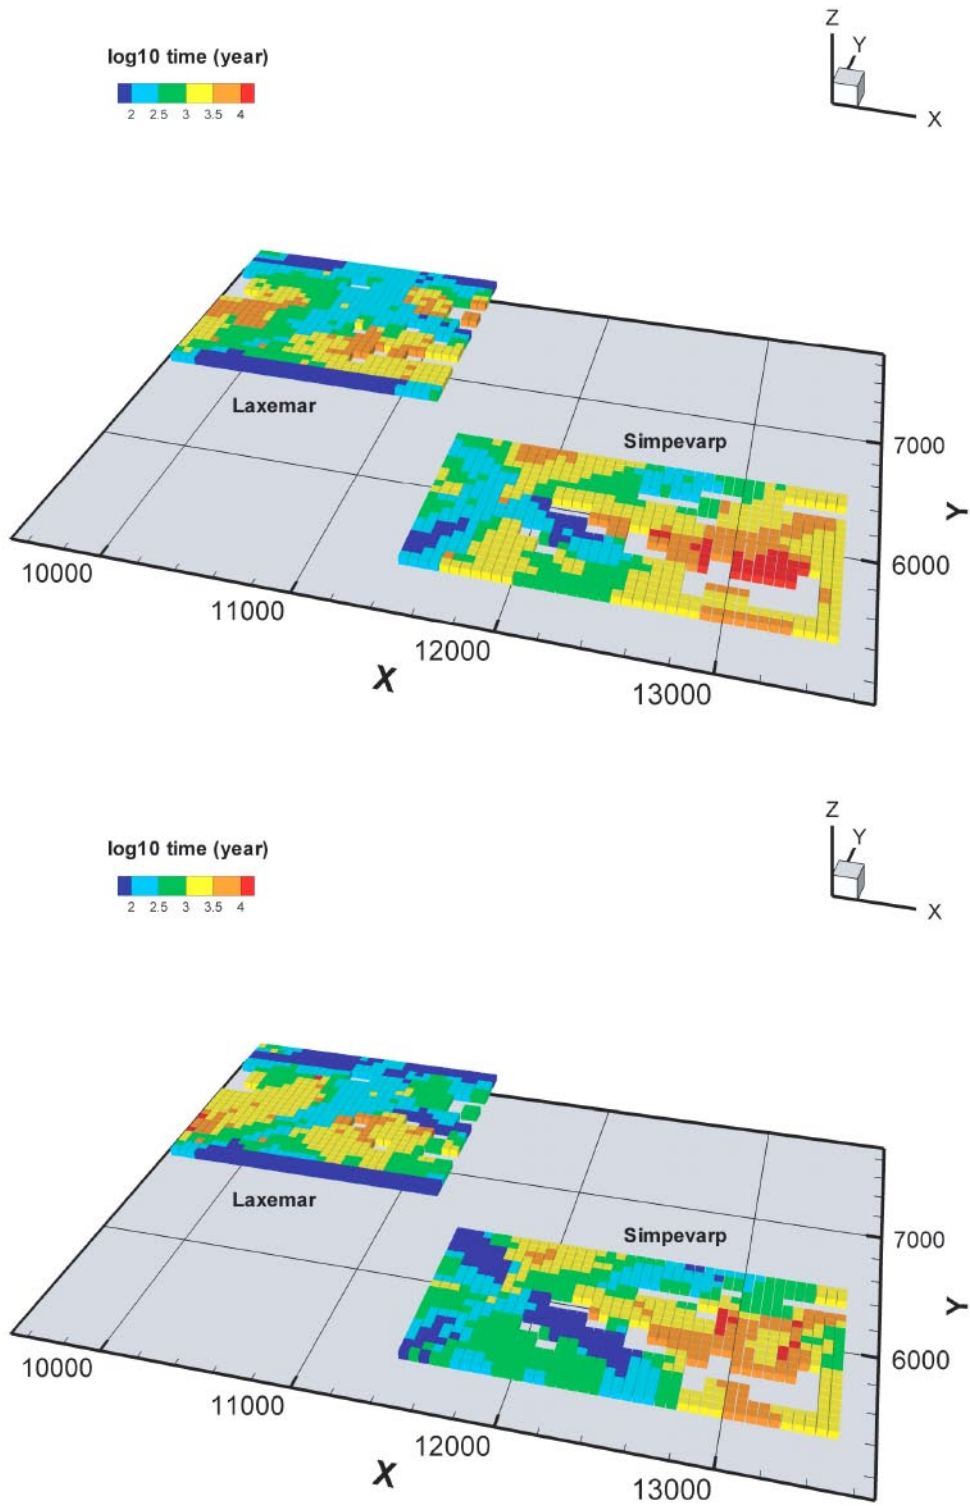 log10 time (year)
2 2.5 3 3.5 4
Z
Y
X
Laxemar
Simpevarp
7000
6000
Y
10000
11000
12000
13000
X
log10 time (year)
2 2.5 3 3.5 4
Z
Y
X
Laxemar
Simpevarp
7000
6000
Y
10000
11000
12000
13000
X